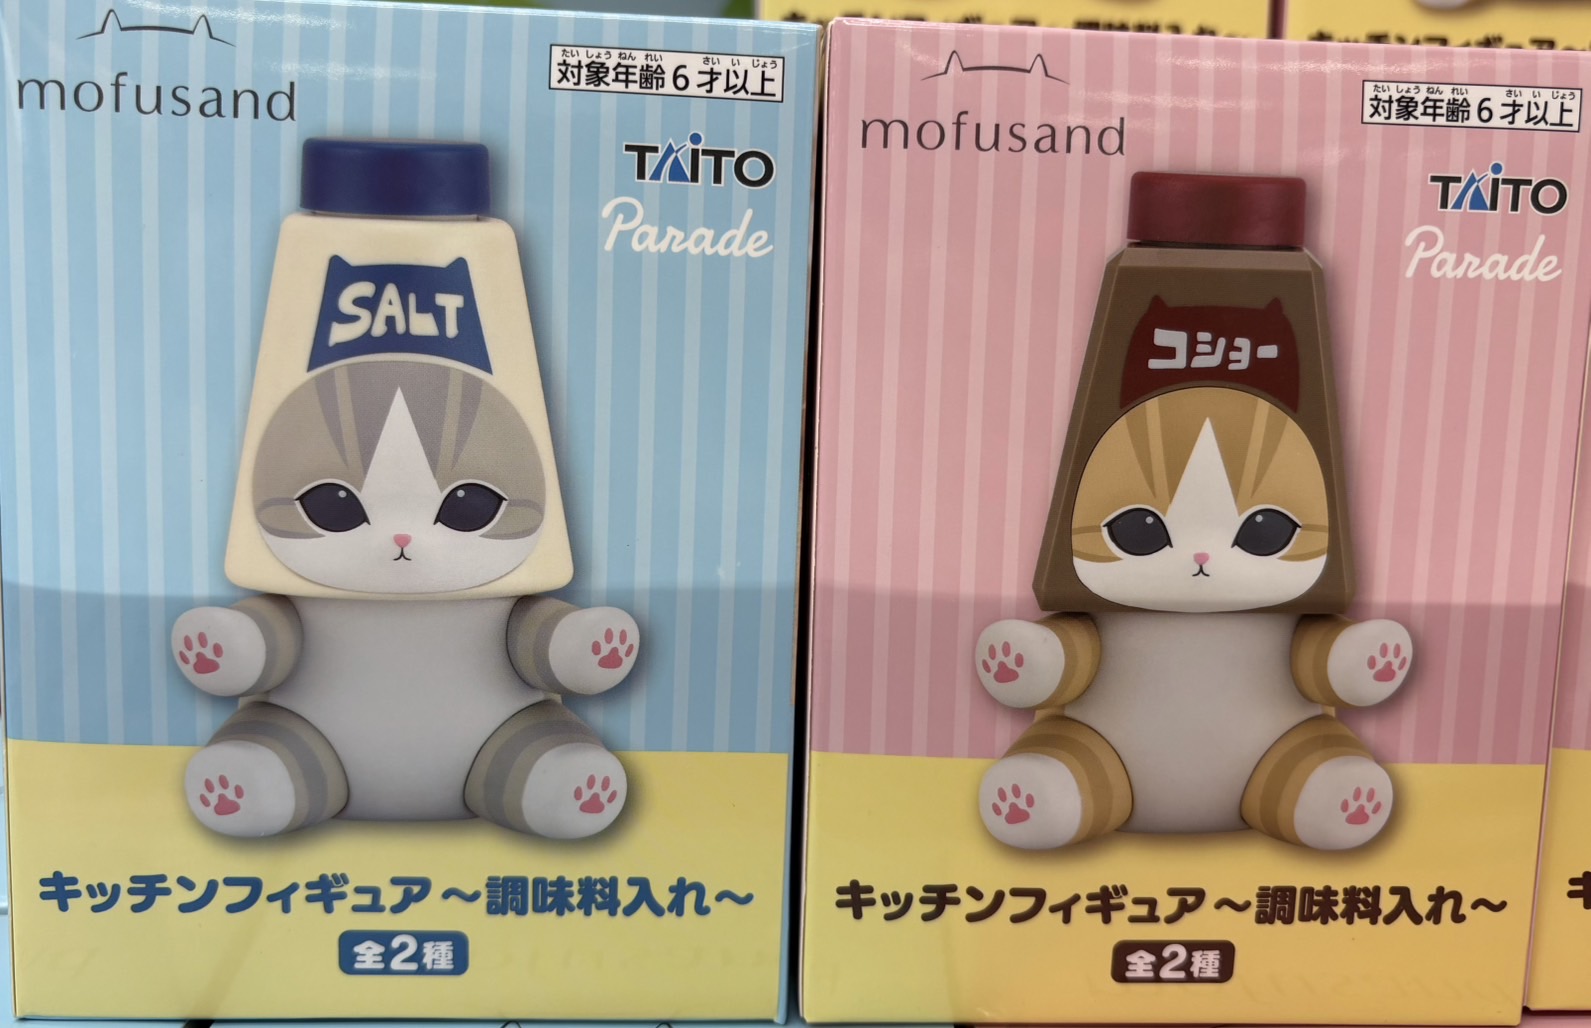 mofusand
たい しょう ねん れい さい い じょう
対象年齢6才以上
TAITO
Parade
SALT
キッチンフィギュア～調味料入れ～
全2種
mofusand
たい しょう ねん れい さい い じょう
対象年齢6才以上
TAITO
Parade
コショー
キッチンフィギュア～調味料入れ～
全2種